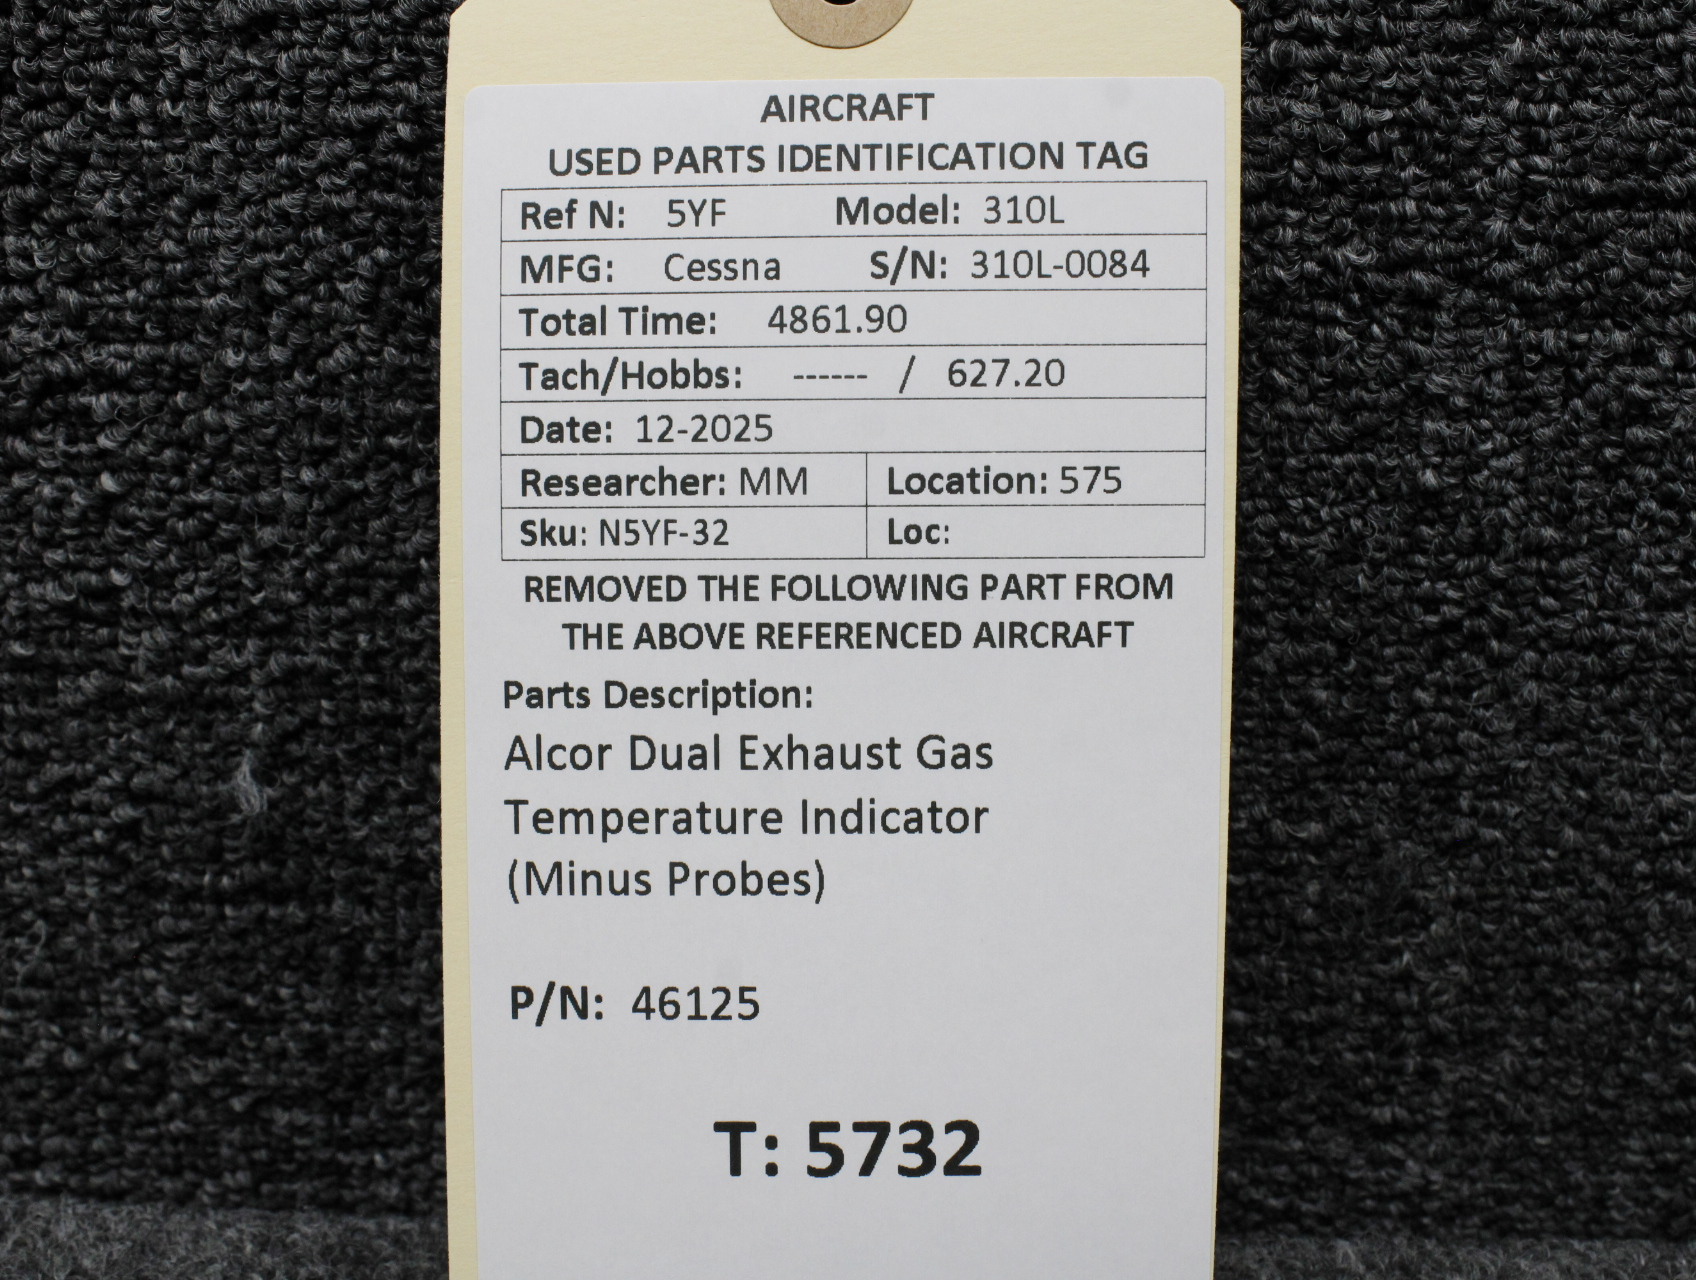 AIRCRAFT
USED PARTS IDENTIFICATION TAG
Ref N: 5YF Model: 310L
MFG: Cessna S/N: 310L-0084
Total Time: 4861.90
Tach/Hobbs: ------ / 627.20
Date: 12-2025
Researcher: MM Location: 575
Sku: N5YF-32 Loc:
REMOVED THE FOLLOWING PART FROM
THE ABOVE REFERENCED AIRCRAFT
Parts Description:
Alcor Dual Exhaust Gas
Temperature Indicator
(Minus Probes)
P/N: 46125
T: 5732